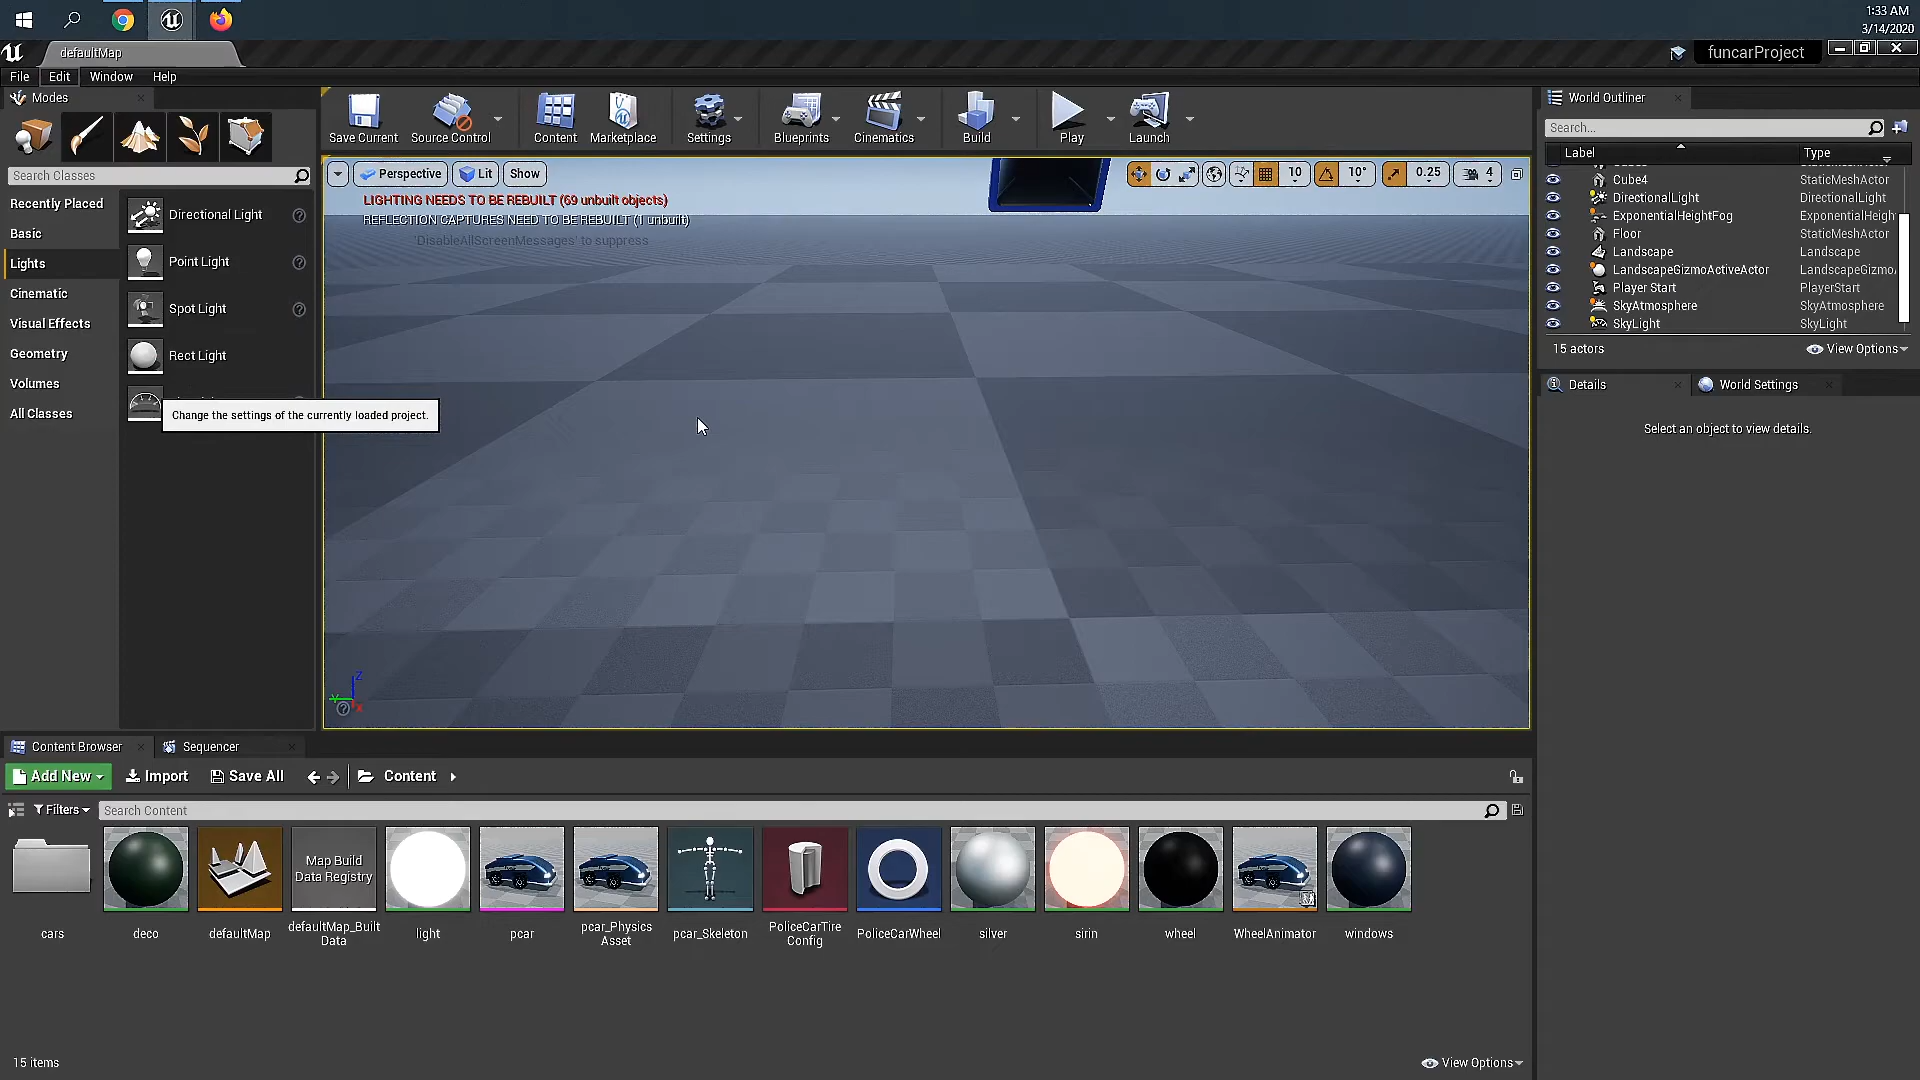 1:33 AM
3/14/2020
defaultMap
funcarProject
File Edit Window Help
Modes
Search Classes
Recently Placed
Basic
Lights
Cinematic
Visual Effects
Geometry
Volumes
All Classes
Directional Light
Point Light
Spot Light
Rect Light
Change the settings of the currently loaded project.
Save Current
Source Control
Content
Marketplace
Settings
Blueprints
Cinematics
Build
Play
Launch
Perspective
Lit
Show
10
10°
0.25
4
LIGHTING NEEDS TO BE REBUILT (69 unbuilt objects)
REFLECTION CAPTURES NEED TO BE REBUILT (1 unbuilt)
'DisableAllScreenMessages' to suppress
World Outliner
Search...
Label Type
Cube4 StaticMeshActor
DirectionalLight DirectionalLight
ExponentialHeightFog ExponentialHeigh
Floor StaticMeshActor
Landscape Landscape
LandscapeGizmoActiveActor LandscapeGizmo
Player Start PlayerStart
SkyAtmosphere SkyAtmosphere
SkyLight SkyLight
15 actors
View Options
Details
World Settings
Select an object to view details.
Content Browser
Sequencer
Add New
Import
Save All
Content
Filters
Search Content
Map Build
Data Registry
cars
deco
defaultMap
defaultMap_Built
Data
light
pcar
pcar_Physics
Asset
pcar_Skeleton
PoliceCarTire
Config
PoliceCarWheel
silver
sirin
wheel
WheelAnimator
windows
15 items
View Options